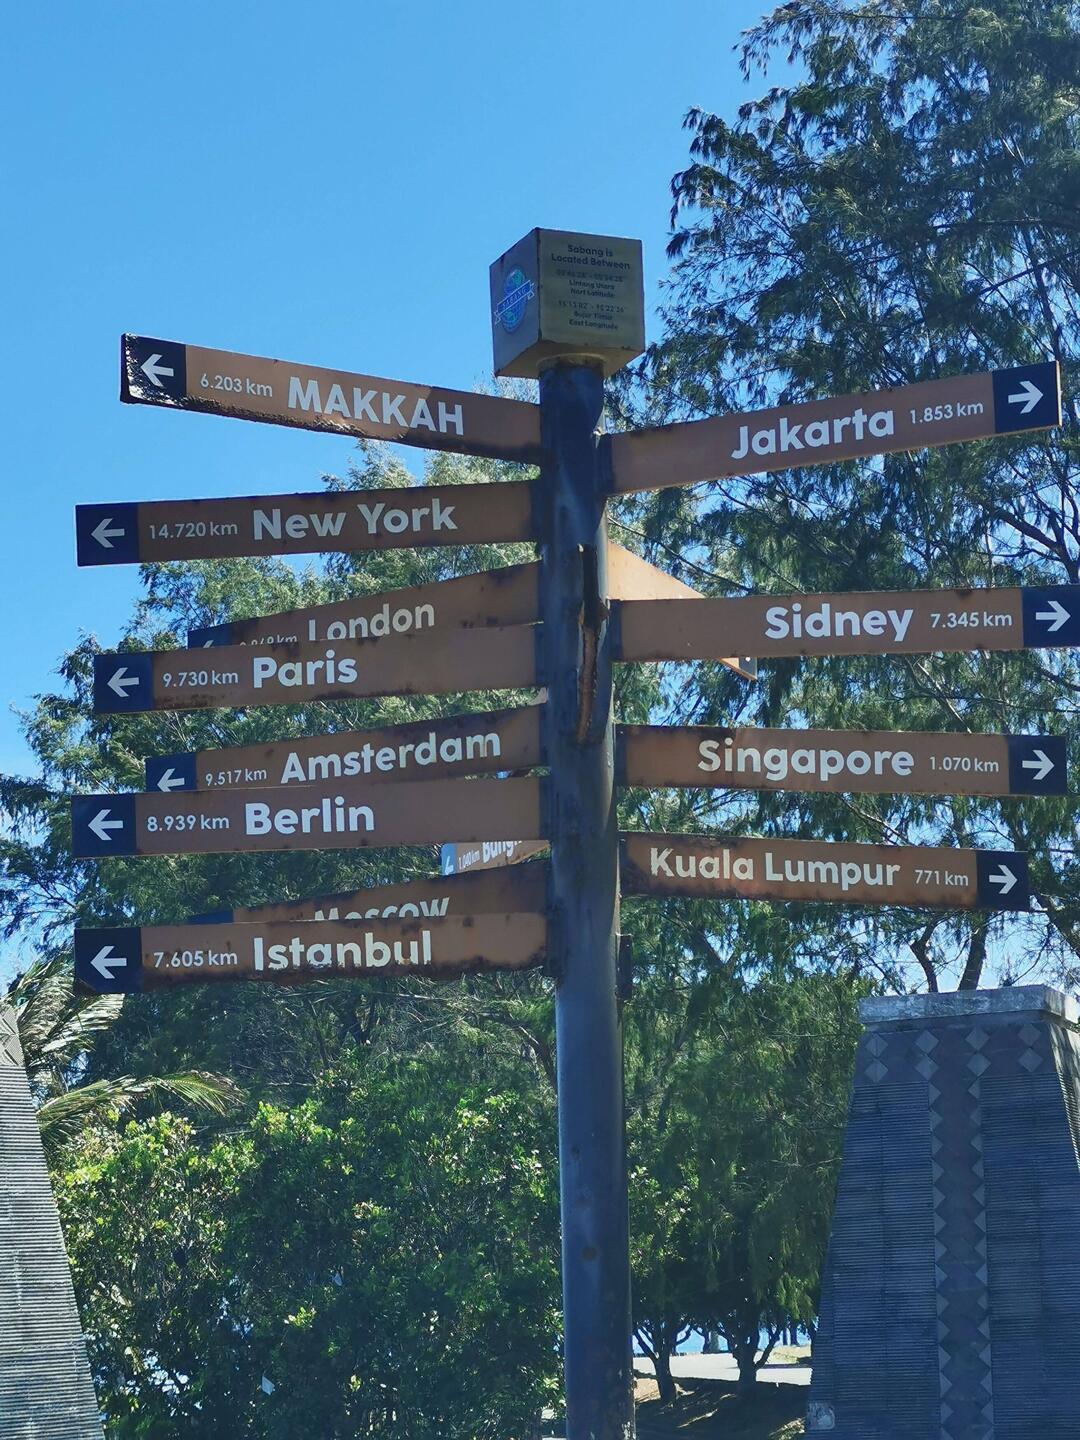 Sabang is
Located Between
Lintang Utara
Nort Latitude
Bujur Timur
East Longitude
6.203 km MAKKAH
Jakarta 1.853 km
14.720 km New York
London
Sidney 7.345 km
9.730 km Paris
9.517 km Amsterdam
Singapore 1.070 km
8.939 km Berlin
Kuala Lumpur 771 km
Moscow
7.605 km Istanbul